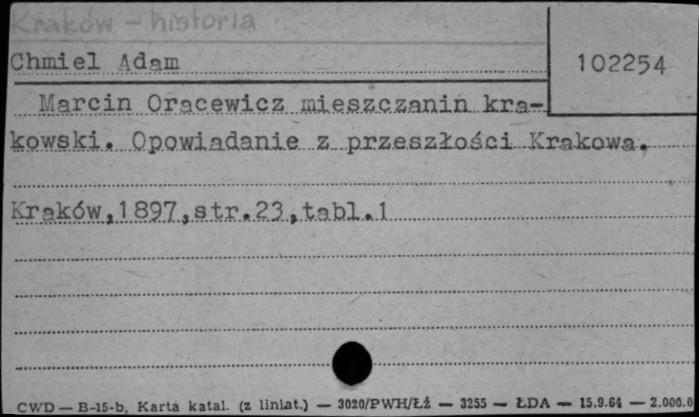 Kraków - historia
Chmiel Adam
102254
Marcin Oracewicz mieszczanin kra-
kowski. Opowiadanie z przeszłości Krakowa.
Kraków,1897,str.23,tabl.1
CWD — B-15-b, Karta katal. (z liniat.) — 3020/PWH/Łź — 3255 — ŁDA — 15.9.64 — 2.000.0